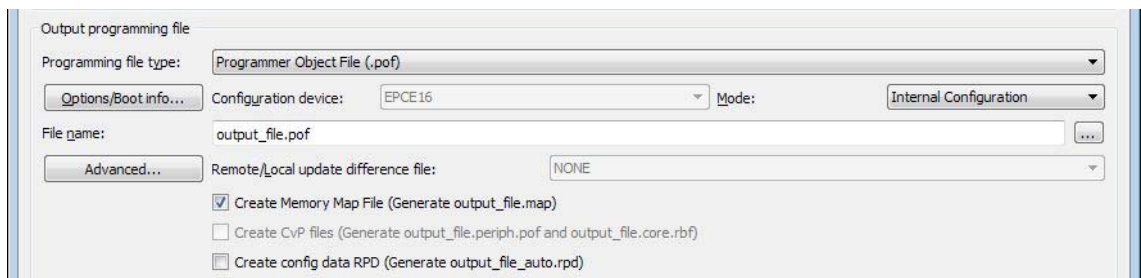 Output programming file
Programming file type: Programmer Object File (.pof)
Options/Boot info... Configuration device: EPCE16 Mode: Internal Configuration
File name: output_file.pof ...
Advanced... Remote/Local update difference file: NONE
Create Memory Map File (Generate output_file.map)
Create CvP files (Generate output_file.periph.pof and output_file.core.rbf)
Create config data RPD (Generate output_file_auto.rpd)